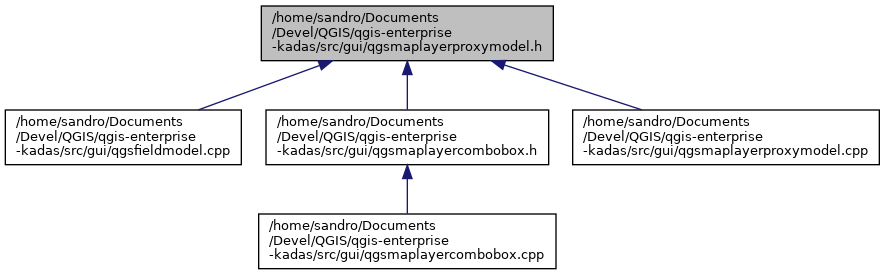 /home/sandro/Documents
/Devel/QGIS/qgis-enterprise
-kadas/src/gui/qgsmaplayerproxymodel.h
/home/sandro/Documents
/Devel/QGIS/qgis-enterprise
-kadas/src/gui/qgsfieldmodel.cpp
/home/sandro/Documents
/Devel/QGIS/qgis-enterprise
-kadas/src/gui/qgsmaplayercombobox.h
/home/sandro/Documents
/Devel/QGIS/qgis-enterprise
-kadas/src/gui/qgsmaplayerproxymodel.cpp
/home/sandro/Documents
/Devel/QGIS/qgis-enterprise
-kadas/src/gui/qgsmaplayercombobox.cpp